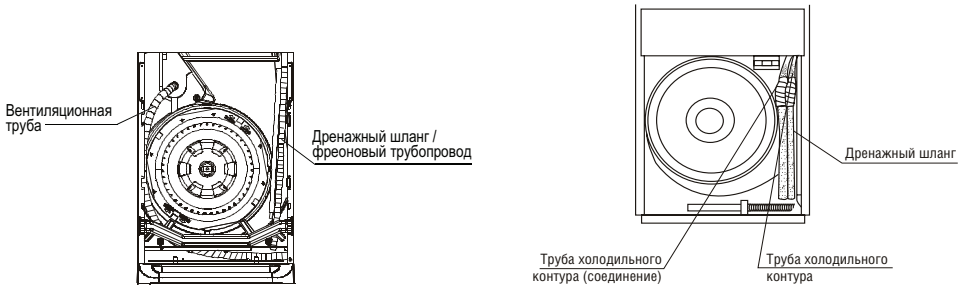 Вентиляционная
труба
Дренажный шланг /
фреоновый трубопровод
Дренажный шланг
Труба холодильного
контура (соединение)
Труба холодильного
контура